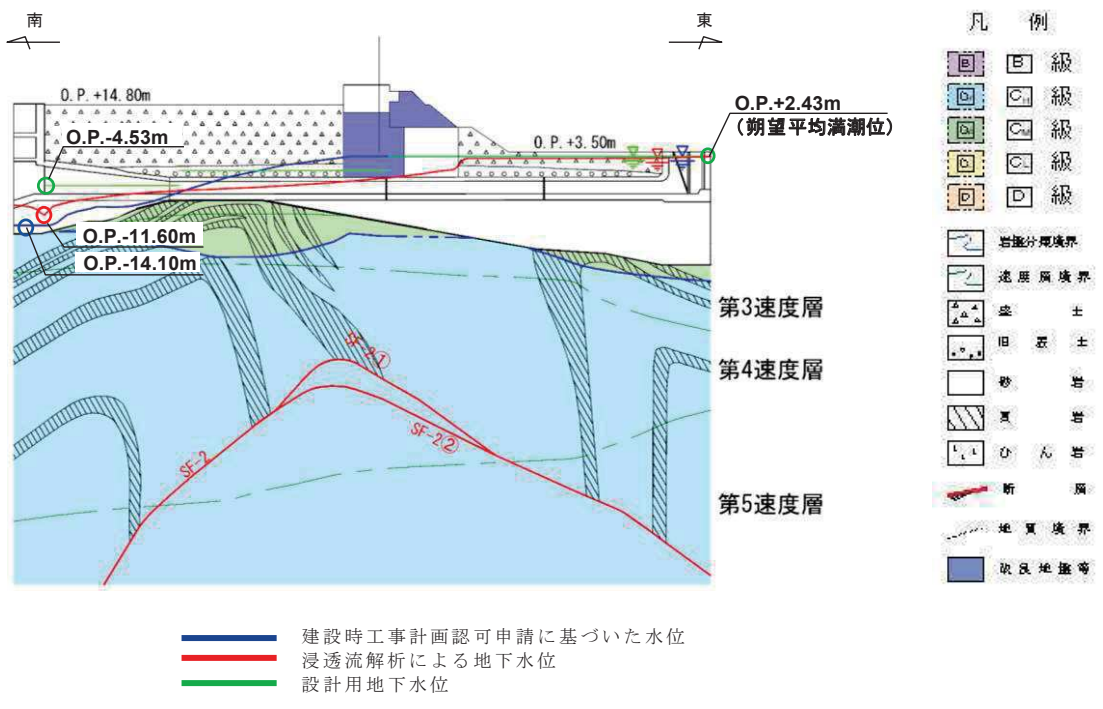 南
東
O.P.+14.80m
O.P.-4.53m
O.P.+3.50m
O.P.+2.43m
(朔望平均満潮位)
O.P.-11.60m
O.P.-14.10m
第3速度層
第4速度層
第5速度層
SF-2①
SF-2②
SF-2
凡 例
B B 級
CH CH 級
CM CM 級
CL CL 級
D D 級
岩盤分類境界
速度層境界
盛 土
旧 表 土
砂 岩
頁 岩
ひ ん 岩
断 層
地 質 境 界
改 良 地 盤 等
建設時工事計画認可申請に基づいた水位
浸透流解析による地下水位
設計用地下水位